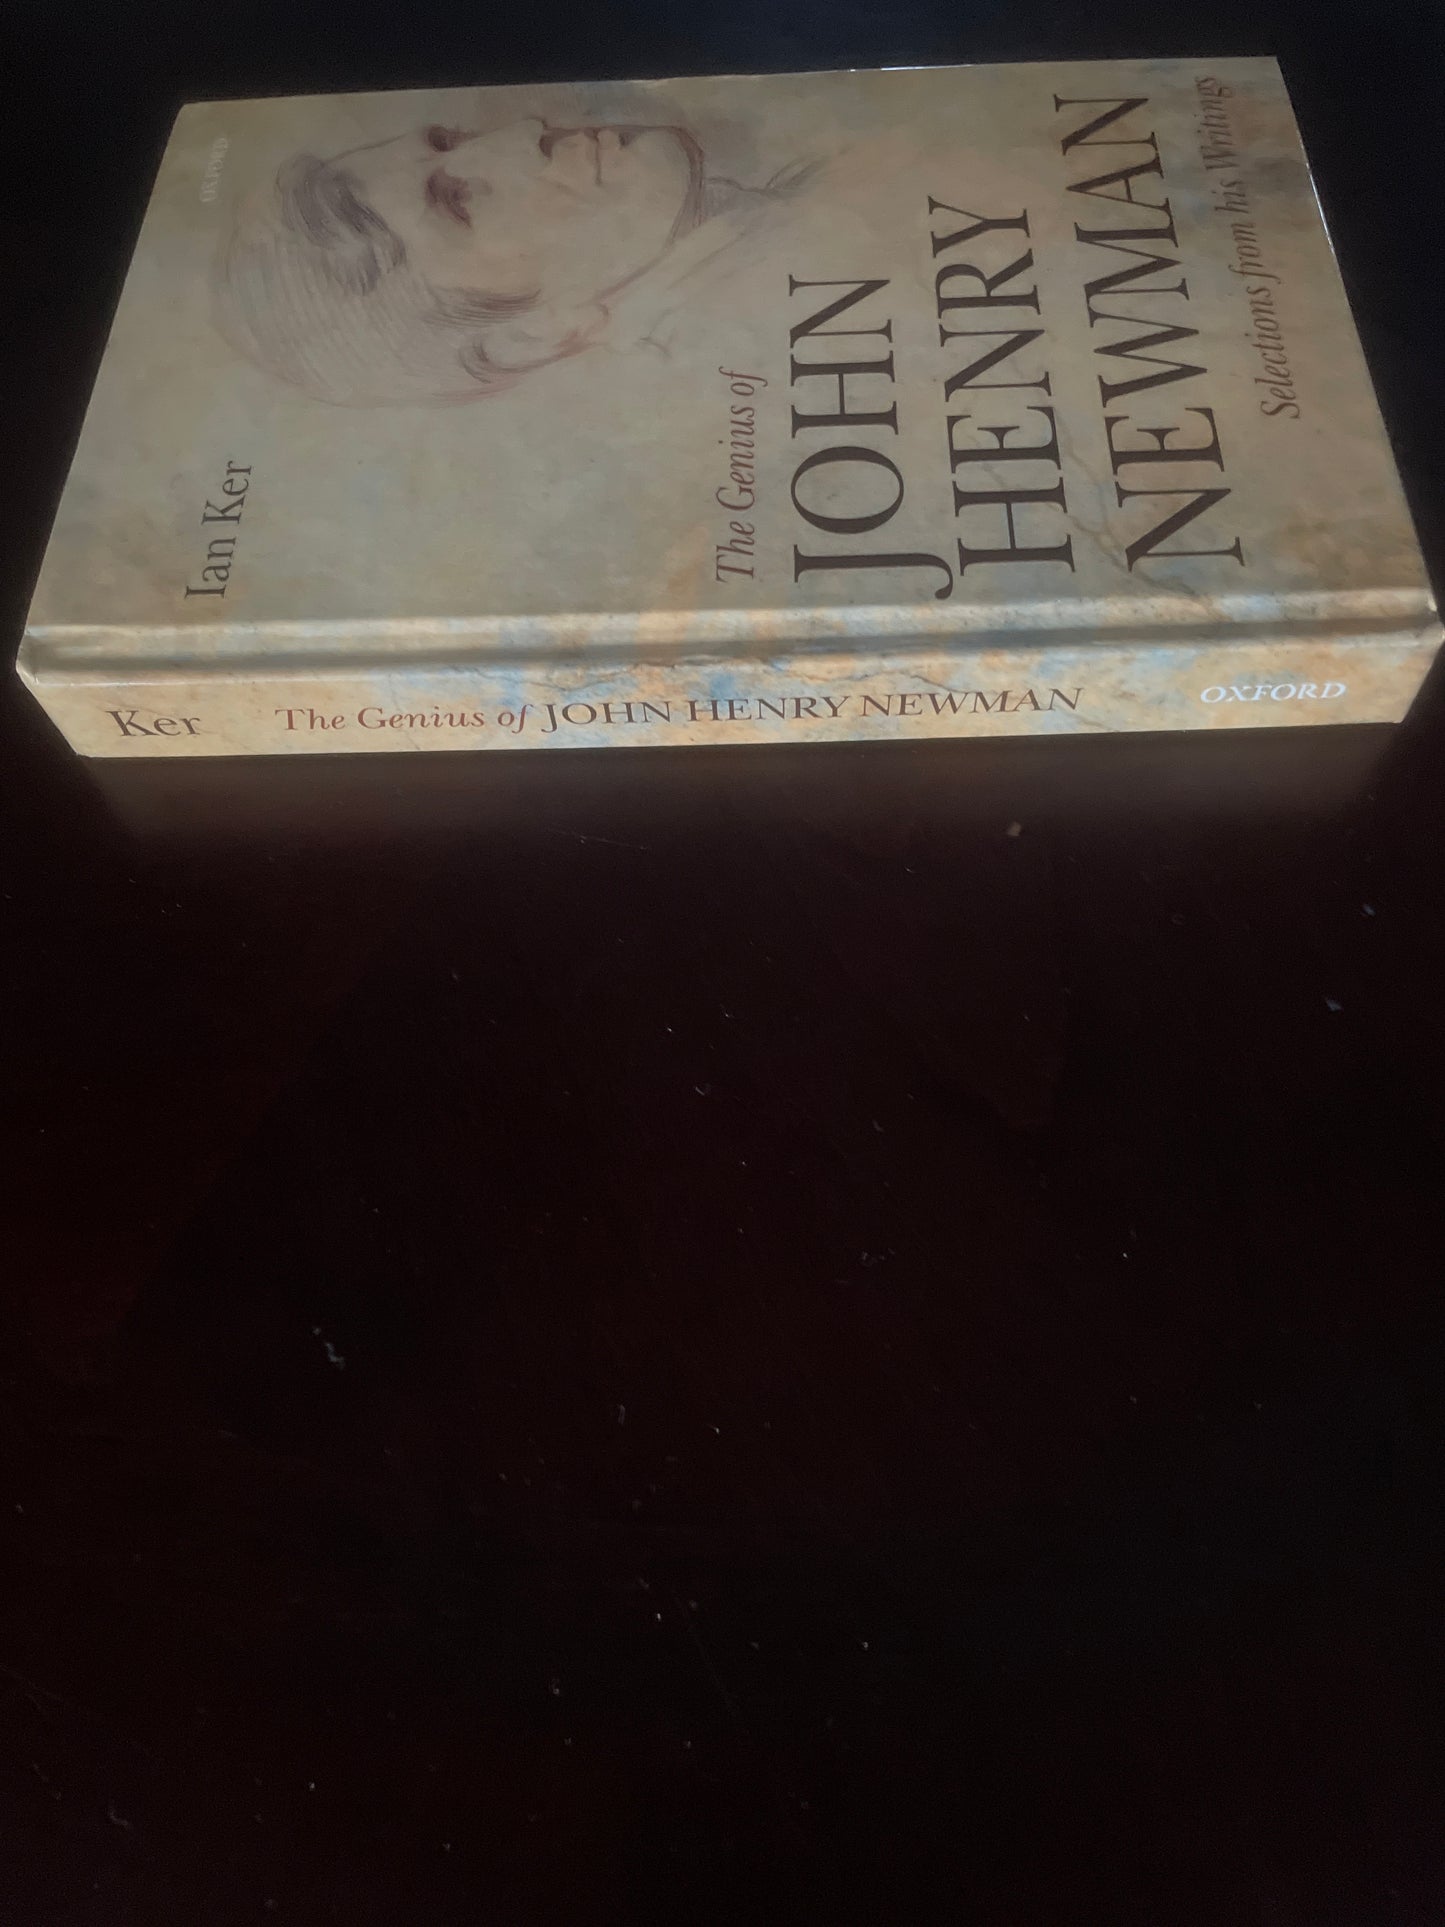 OXFORD
Ian Ker
The Genius of
JOHN
HENRY
NEWMAN
Selections from his Writings
Ker The Genius of JOHN HENRY NEWMAN OXFORD